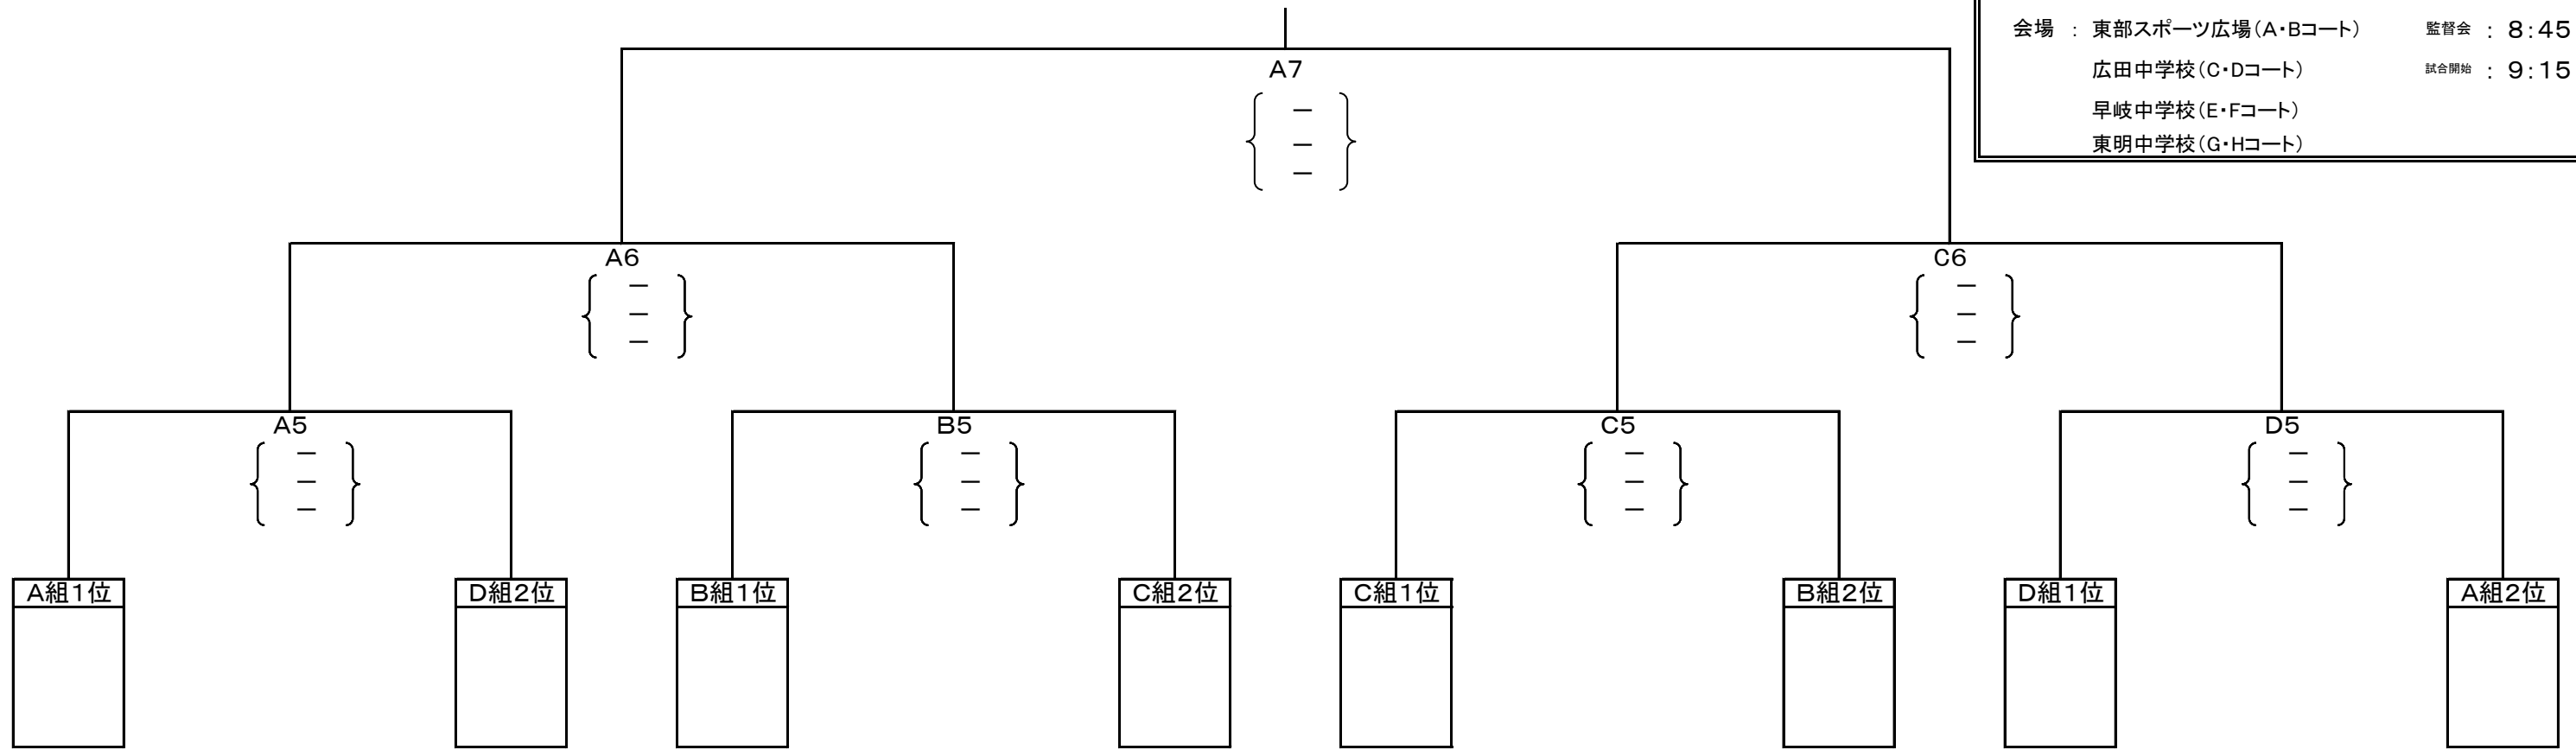 会場 : 東部スポーツ広場(A・Bコート) 監督会 : 8:45
広田中学校(C・Dコート) 試合開始 : 9:15
早岐中学校(E・Fコート)
東明中学校(G・Hコート)
A7
－
－
－
A6 C6
－ －
－ －
－ －
A5 B5 C5 D5
－ － － －
－ － － －
－ － － －
A組1位 D組2位 B組1位 C組2位 C組1位 B組2位 D組1位 A組2位